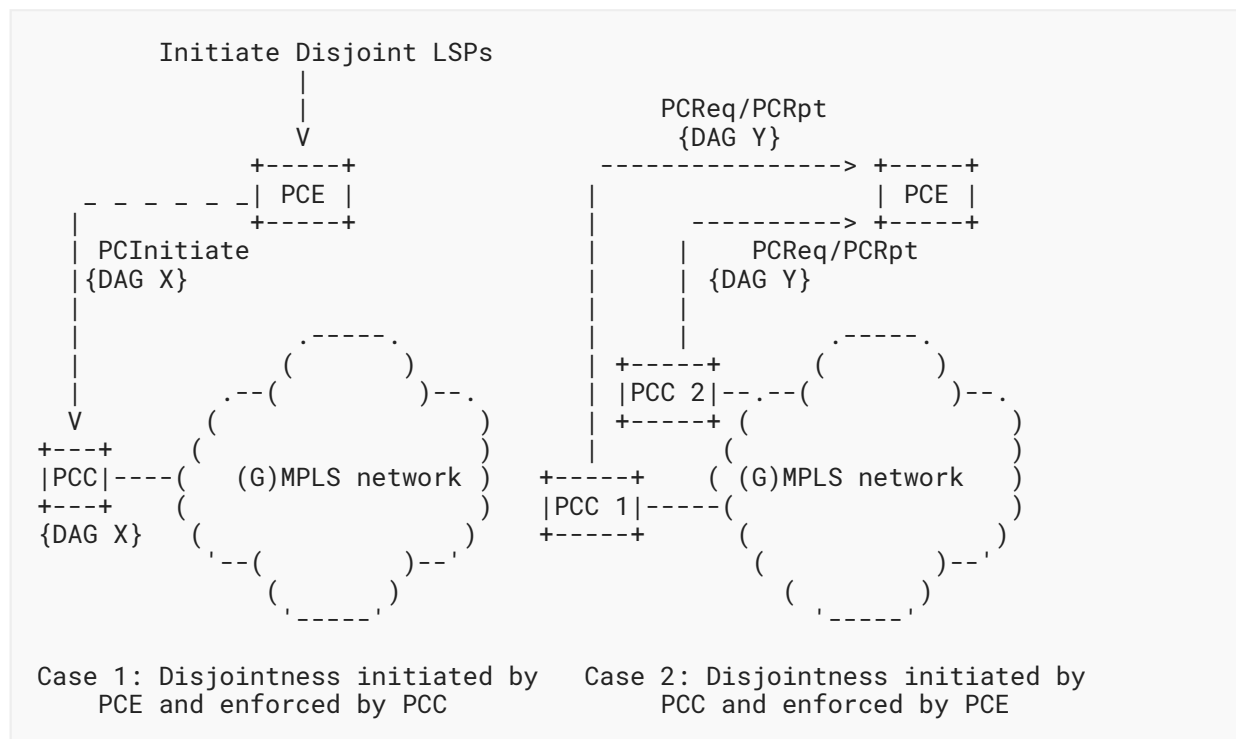 Initiate Disjoint LSPs
|
| PCReq/PCRpt
V {DAG Y}
+-----+ ----------------> +-----+
_ _ _ _ _ _| PCE | | | PCE |
| +-----+ | ----------> +-----+
| PCInitiate | | PCReq/PCRpt
|{DAG X} | | {DAG Y}
| | |
| .-----. | | .-----.
| ( ) | +-----+ ( )
| .--( )--. | |PCC 2|--.--( )--.
V ( ) | +-----+ ( )
+---+ ( ) | ( )
|PCC|----( (G)MPLS network ) +-----+ ( (G)MPLS network )
+---+ ( ) |PCC 1|-----( )
{DAG X} ( ) +-----+ ( )
'--( )--' ( )--'
( ) ( )
'-----' '-----'
Case 1: Disjointness initiated by Case 2: Disjointness initiated by
PCE and enforced by PCC PCC and enforced by PCE